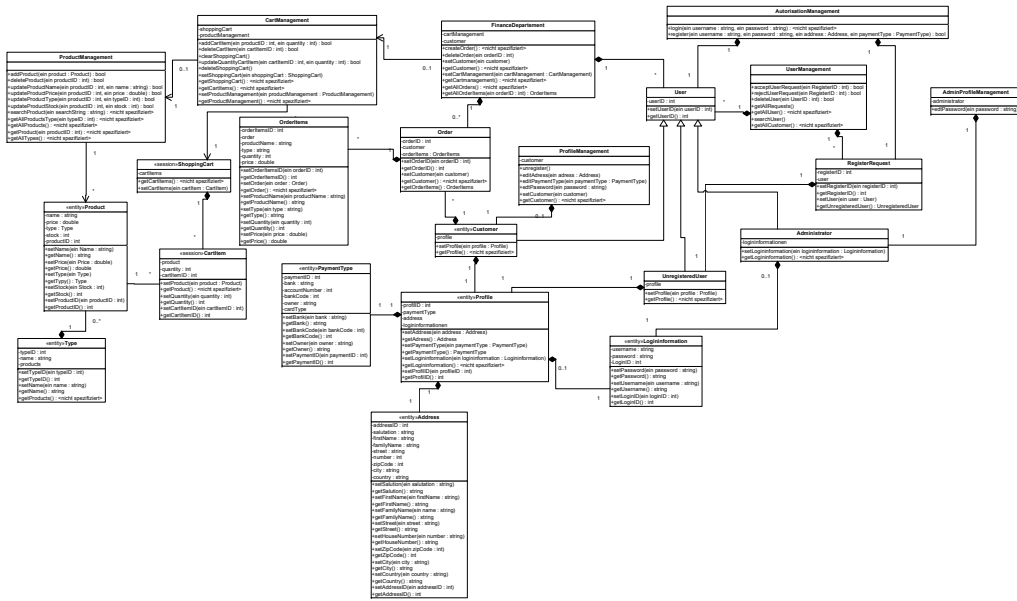 AutorisationManagement
+login(ein username : string, ein password : string) : <nicht spezifiziert>
+register(ein username : string, ein password : string, ein address : Address, ein paymentType : PaymentType) : bool
CartManagement
-shoppingCart
-productManagement
+addCartItem(ein productID : int, ein quantity : int) : bool
+deleteCartItem(ein cartItemID : int) : bool
+clearShoppingCart()
+updateQuantityCartItem(ein cartItemID : int, ein quantity : int) : bool
+deleteShoppingCart()
+setShoppingCart(ein shoppingCart : ShoppingCart)
+getShoppingCart() : <nicht spezifiziert>
+getCartItems() : <nicht spezifiziert>
+setProductManagement(ein productManagement : ProductManagement)
+getProductManagement() : <nicht spezifiziert>
FinanceDepartement
-cartManagement
-customer
+createOrder() : <nicht spezifiziert>
+deleteOrder(ein orderID : int)
+setCustomer(ein customer)
+getCustomer() : <nicht spezifiziert>
+setCartManagement(ein cartManagement : CartManagement)
+getCartmanagement() : <nicht spezifiziert>
+getAllOrders() : <nicht spezifiziert>
+getAllOrderItems(ein orderID : int) : OrderItems
ProductManagement
+addProduct(ein product : Product) : bool
+deleteProduct(ein productID : int) : bool
+updateProductName(ein productID : int, ein name : string) : bool
+updateProductPrice(ein productID : int, ein price : double) : bool
+updateProductType(ein productID : int, ein typeID : int) : bool
+updateProductStock(ein productID : int, ein stock : int) : bool
+searchProduct(ein searchString : string) : <nicht spezifiziert>
+getAllProductsType(ein typeID : int) : <nicht spezifiziert>
+getAllProducts() : <nicht spezifiziert>
+getProduct(ein productID : int) : <nicht spezifiziert>
+getAllTypes() : <nicht spezifiziert>
UserManagement
+acceptUserRequest(ein RegisterID : int) : bool
+rejectUserRequest(ein RegisterID : int) : bool
+deleteUser(ein UserID : int) : bool
+getAllRequests()
+getAllUser() : <nicht spezifiziert>
+searchUser()
+getAllCustomer() : <nicht spezifiziert>
User
-userID : int
+setUserID(ein userID : int)
+getUserID() : int
AdminProfileManagement
-administrator
+editPassword(ein password : string)
OrderItems
-orderItemsID : int
-order
-productName : string
-type : string
-quantity : int
-price : double
+setOrderItemsID(ein orderID : int)
+getOrderItemsID() : int
+setOrder(ein order : Order)
+getOrder() : <nicht spezifiziert>
+setProductName(ein productName : string)
+getProductName() : string
+setType(ein type : string)
+getType() : string
+setQuantity(ein quantity : int)
+getQuantity() : int
+setPrice(ein price : double)
+getPrice() : double
Order
-orderID : int
-customer
-orderItems : OrderItems
+setOrderID(ein orderID : int)
+getOrderID() : int
+setCustomer(ein customer)
+getCustomer() : <nicht spezifiziert>
+getOrderItems() : OrderItems
ProfileManagement
-customer
+unregister()
+editAdress(ein adress : Address)
+editPaymentType(ein paymentType : PaymentType)
+editPassword(ein password : string)
+setCustomer(ein customer)
+getCustomer() : <nicht spezifiziert>
RegisterRequest
-registerID : int
-user
+setRegisterID(ein registerID : int)
+getRegisterID() : int
+setUser(ein user : User)
+getUnregisteredUser() : UnregisteredUser
«session»ShoppingCart
-cartItems
+getCartItems() : <nicht spezifiziert>
+setCartItems(ein cartItem : CartItem)
«entity»Product
-name : string
-price : double
-type : Type
-stock : int
-productID : int
+setName(ein Name : string)
+getName() : string
+setPrice(ein Price : double)
+getPrice() : double
+setType(ein Type)
+getTypy() : Type
+setStock(ein Stock : int)
+getStock() : int
+setProductID(ein productID : int)
+getProductID() : int
«entity»Customer
-profile
+setProfile(ein profile : Profile)
+getProfile() : <nicht spezifiziert>
Administrator
-logininformationen
+setLogininformation(ein logininformation : Logininformation)
+getLogininformation() : <nicht spezifiziert>
«session»CartItem
-product
-quantity : int
-cartItemID : int
+setProduct(ein product : Product)
+getProduct() : <nicht spezifiziert>
+setQuantity(ein quantity : int)
+getQuantity() : int
+setCartItemID(ein cartItemID : int)
+getCartItemID() : int
«entity»PaymentType
-paymentID : int
-bank : string
-accountNumber : int
-bankCode : int
-owner : string
-cardType
+setBank(ein bank : string)
+getBank() : string
+setBankCode(ein bankCode : int)
+getBankCode() : int
+setOwner(ein owner : string)
+getOwner() : string
+setPaymentID(ein paymentID : int)
+getPaymentID() : int
UnregisteredUser
-profile
+setProfile(ein profile : Profile)
+getProfile() : <nicht spezifiziert>
«entity»Profile
-profilID : int
-paymentType
-address
-logininformationen
+setAddress(ein address : Address)
+getAdress() : Address
+setPaymentType(ein paymentType : PaymentType)
+getPaymentType() : PaymentType
+setLogininformation(ein logininformation : Logininformation)
+getLogininformation() : <nicht spezifiziert>
+setProfilID(ein profileID : int)
+getProfilID() : int
«entity»Type
-typeID : int
-name : string
-products
+setTypeID(ein typeID : int)
+getTypeID() : int
+setName(ein name : string)
+getName() : string
+getProducts() : <nicht spezifiziert>
«entity»LoginInformation
-username : string
-password : string
-LoginID : int
+setPassword(ein password : string)
+getPassword() : string
+setUsername(ein username : string)
+getUsername() : string
+setLoginID(ein loginID : int)
+getLoginID() : int
«entity»Address
-addressID : int
-salutation : string
-firstName : string
-familyName : string
-street : string
-number : int
-zipCode : int
-city : string
-country : string
+setSalution(ein salutation : string)
+getSalution() : string
+setFirstName(ein firstName : string)
+getFirstName() : string
+setFamilyName(ein name : string)
+getFamilyName() : string
+setStreet(ein street : string)
+getStreet() : string
+setHouseNumber(ein number : string)
+getHouseNumber() : string
+setZipCode(ein zipCode : int)
+getZipCode() : int
+setCity(ein city : string)
+getCity() : string
+setCountry(ein country : string)
+getCountry() : string
+setAddressID(ein addressID : int)
+getAddressID() : int